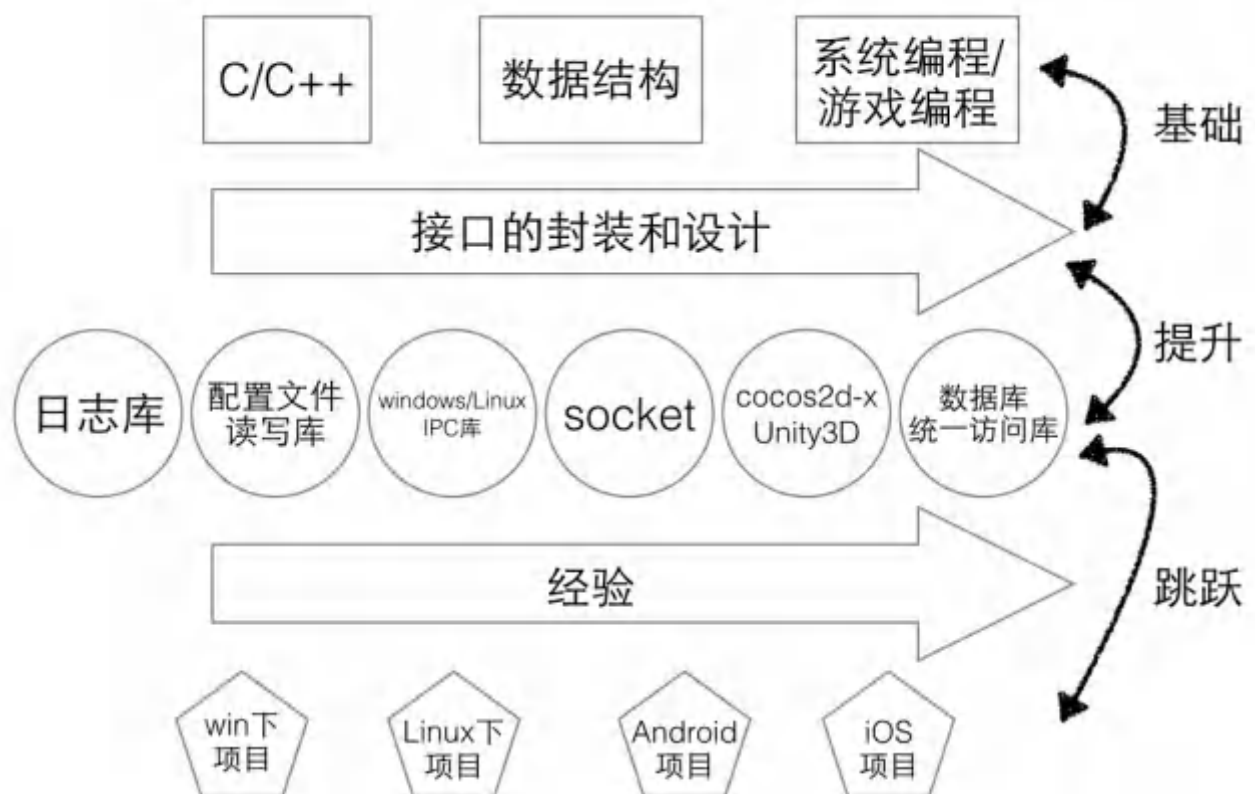 C/C++
数据结构
系统编程/
游戏编程
基础
接口的封装和设计
提升
日志库
配置文件
读写库
windows/Linux
IPC库
socket
cocos2d-x
Unity3D
数据库
统一访问库
经验
跳跃
win下
项目
Linux下
项目
Android
项目
iOS
项目